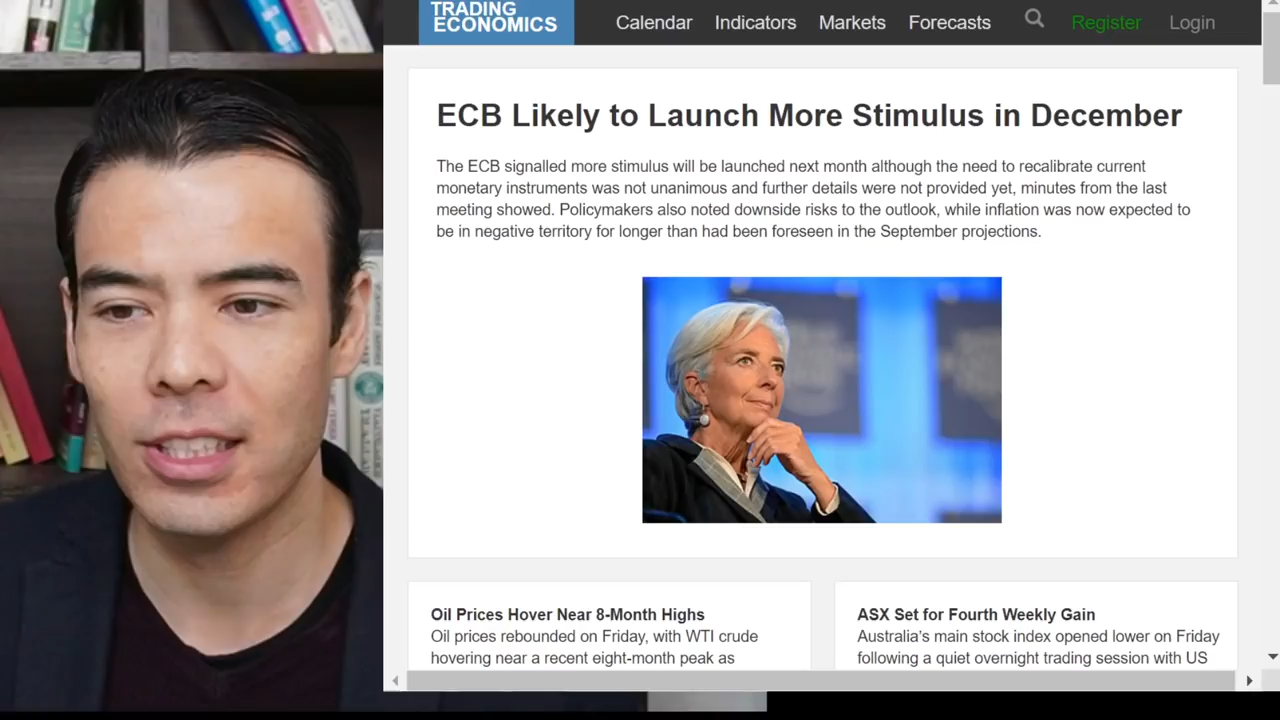 TRADING
ECONOMICS
Calendar Indicators Markets Forecasts Register Login
ECB Likely to Launch More Stimulus in December
The ECB signalled more stimulus will be launched next month although the need to recalibrate current
monetary instruments was not unanimous and further details were not provided yet, minutes from the last
meeting showed. Policymakers also noted downside risks to the outlook, while inflation was now expected to
be in negative territory for longer than had been foreseen in the September projections.
Oil Prices Hover Near 8-Month Highs
Oil prices rebounded on Friday, with WTI crude
hovering near a recent eight-month peak as
ASX Set for Fourth Weekly Gain
Australia’s main stock index opened lower on Friday
following a quiet overnight trading session with US